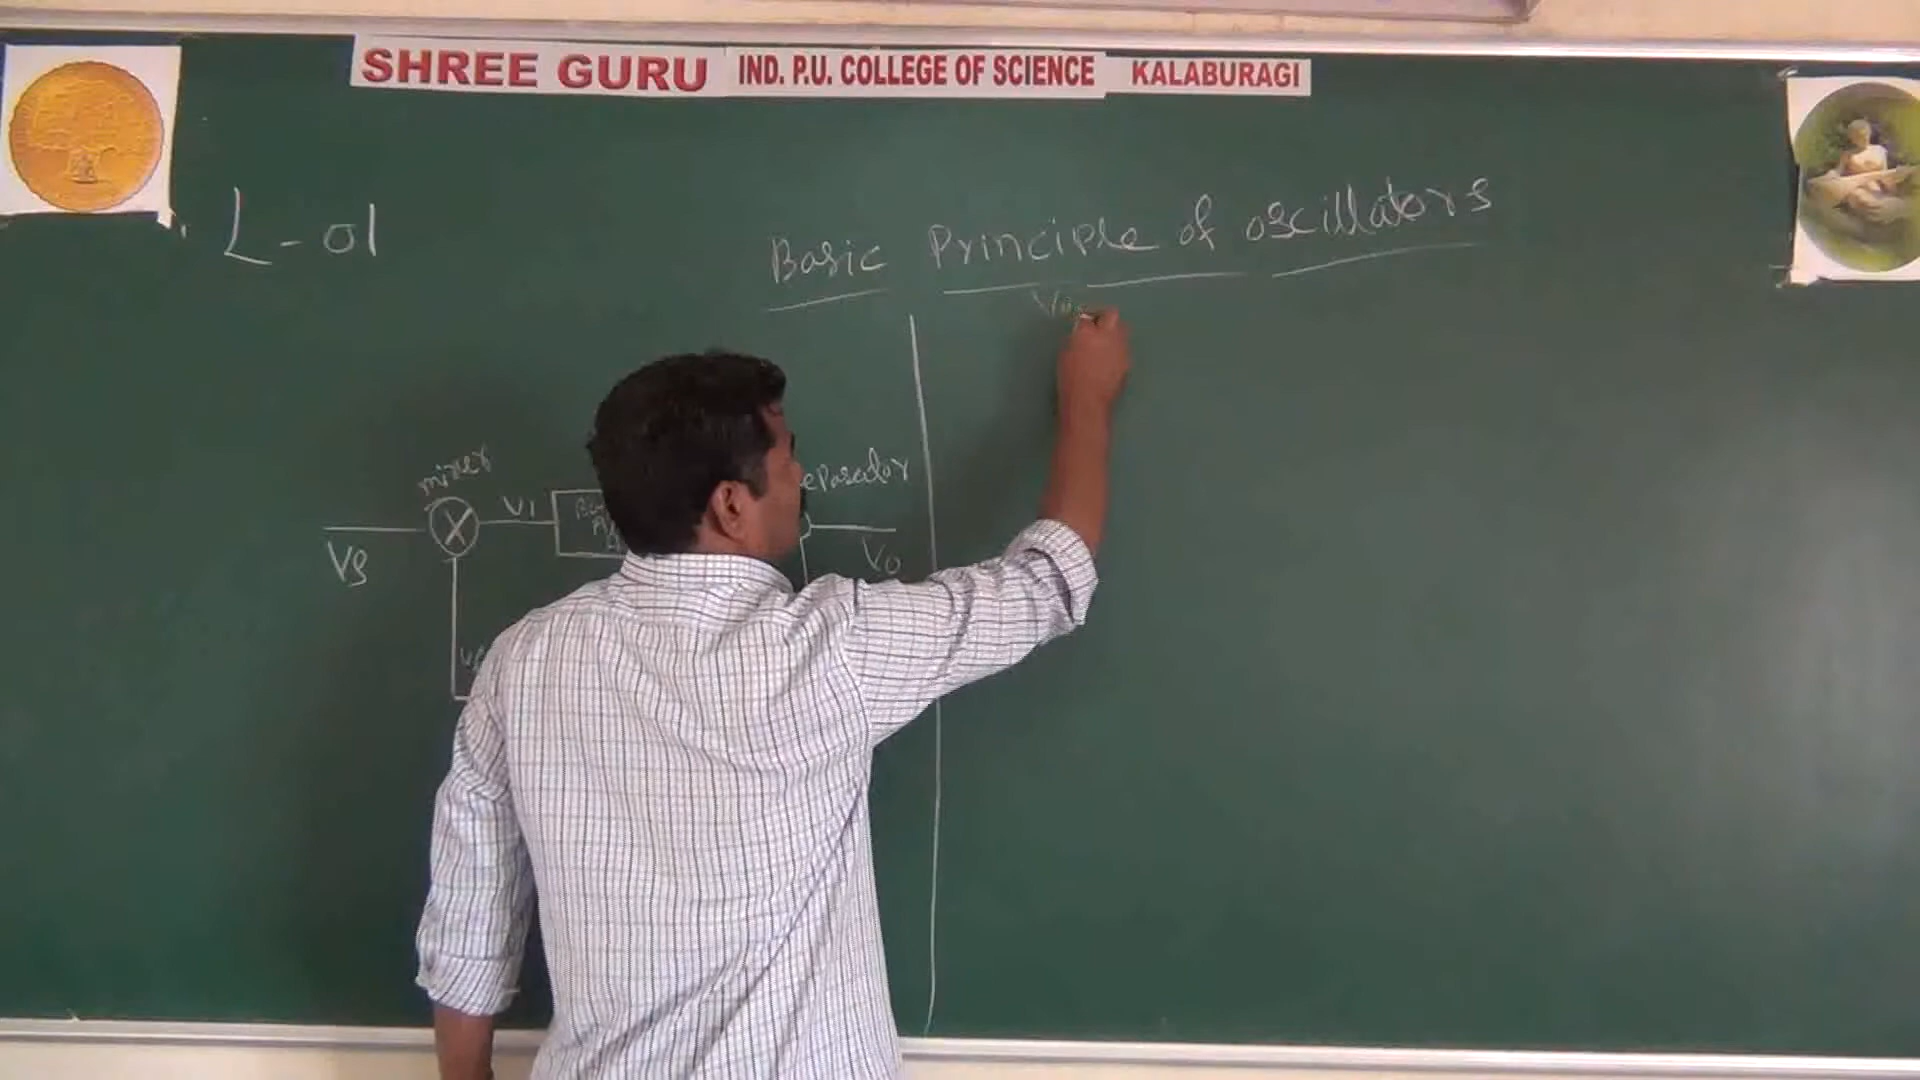 SHREE GURU IND. P.U. COLLEGE OF SCIENCE KALABURAGI
L-01
Basic Principle of oscillators
mixer
V1
Vs
Vo